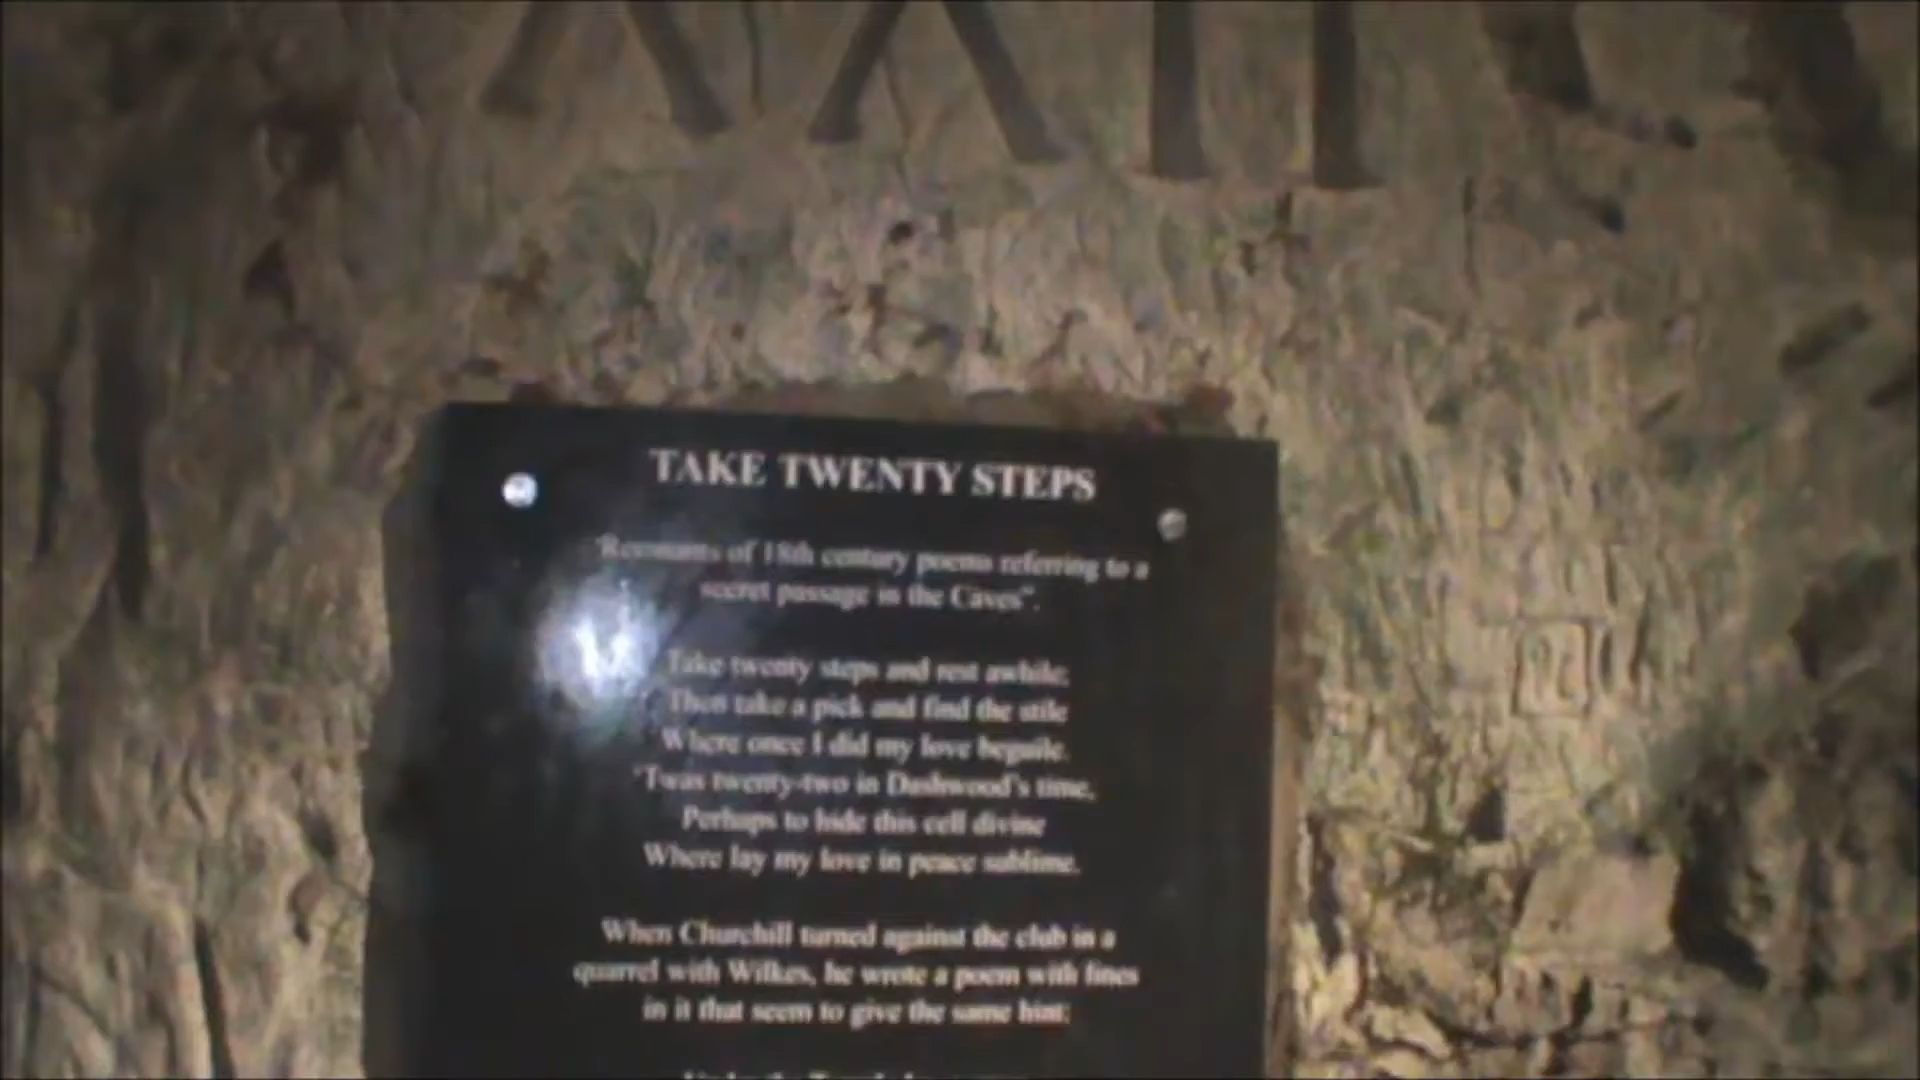 XXII
TAKE TWENTY STEPS
"Remnants of 18th century poems referring to a
secret passage in the Caves".
Take twenty steps and rest awhile;
Then take a pick and find the stile
Where once I did my love beguile.
'Twas twenty-two in Dashwood's time,
Perhaps to hide this cell divine
Where lay my love in peace sublime.
When Churchill turned against the club in a
quarrel with Wilkes, he wrote a poem with lines
in it that seem to give the same hint: